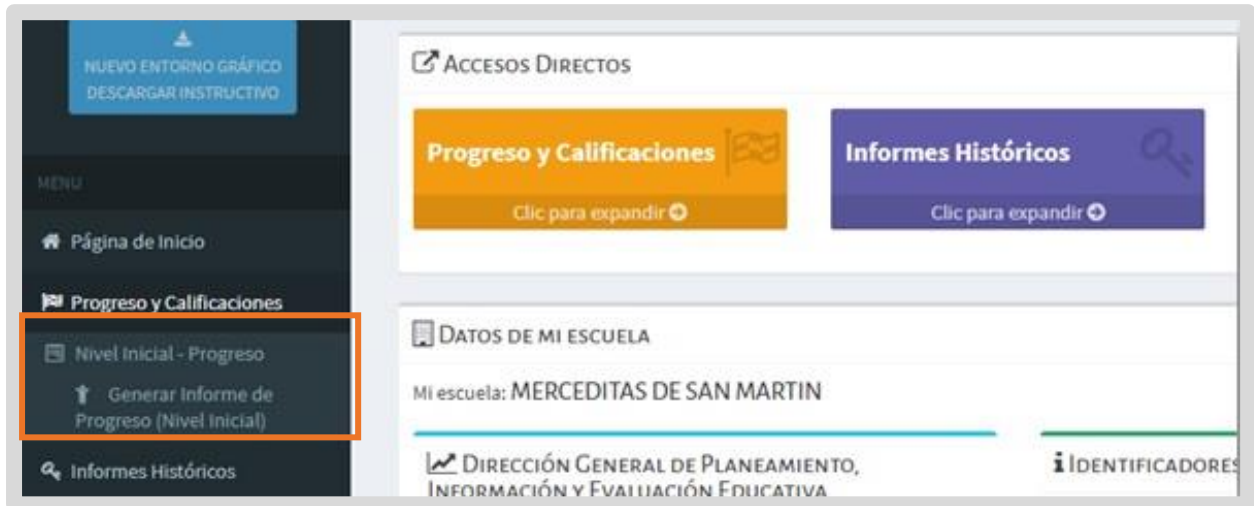 NUEVO ENTORNO GRÁFICO
DESCARGAR INSTRUCTIVO
MENU
Página de Inicio
Progreso y Calificaciones
Nivel Inicial - Progreso
Generar Informe de
Progreso (Nivel Inicial)
Informes Históricos
ACCESOS DIRECTOS
Progreso y Calificaciones
Clic para expandir
Informes Históricos
Clic para expandir
DATOS DE MI ESCUELA
Mi escuela: MERCEDITAS DE SAN MARTIN
DIRECCIÓN GENERAL DE PLANEAMIENTO,
INFORMACIÓN Y EVALUACIÓN EDUCATIVA
IDENTIFICADORES